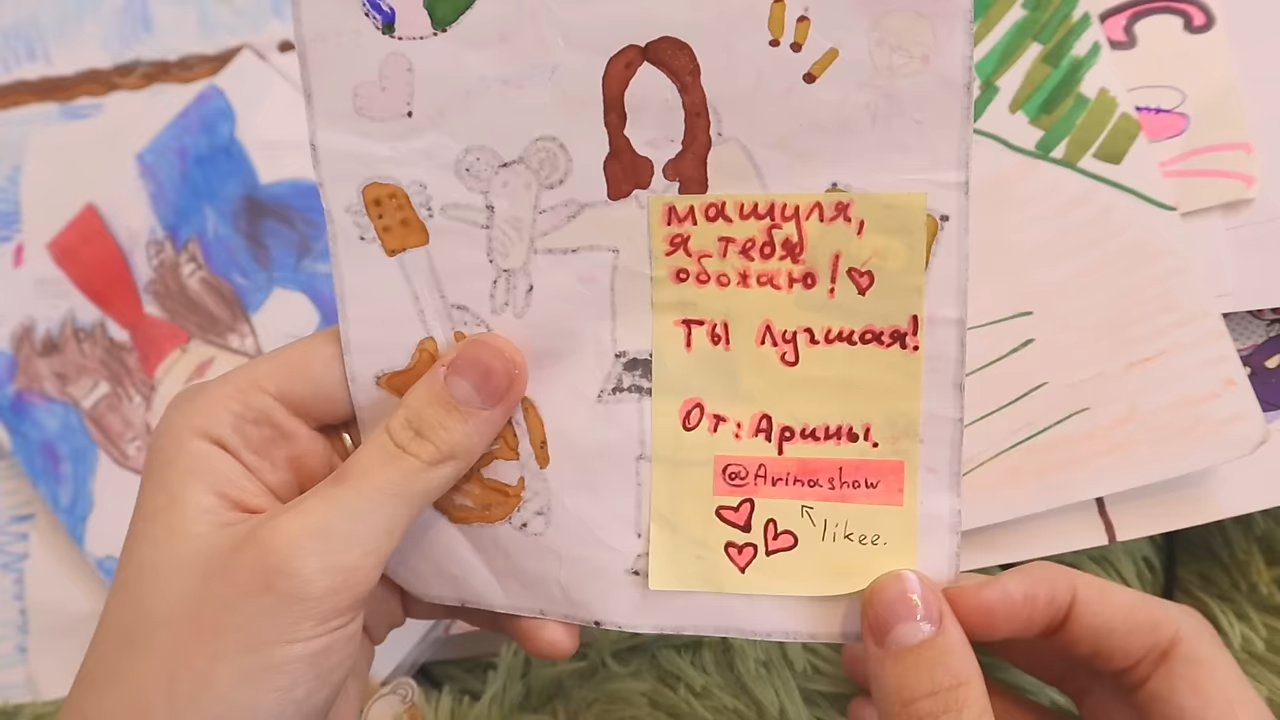 машуля,
я тебя
обожаю!
Ты лучшая!
От: Арины.
@Arinashow
likee.